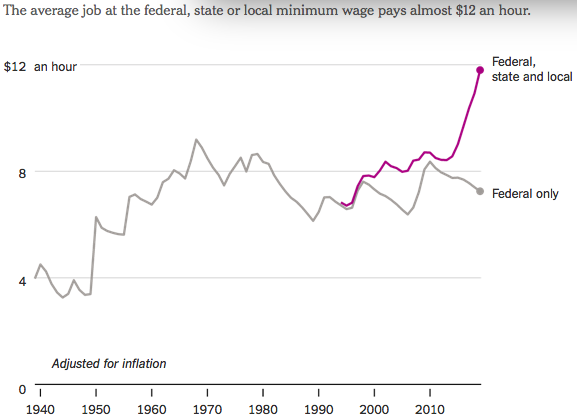 The average job at the federal, state or local minimum wage pays almost $12 an hour.
$12 an hour
Federal,
state and local
8
Federal only
4
Adjusted for inflation
0
1940 1950 1960 1970 1980 1990 2000 2010